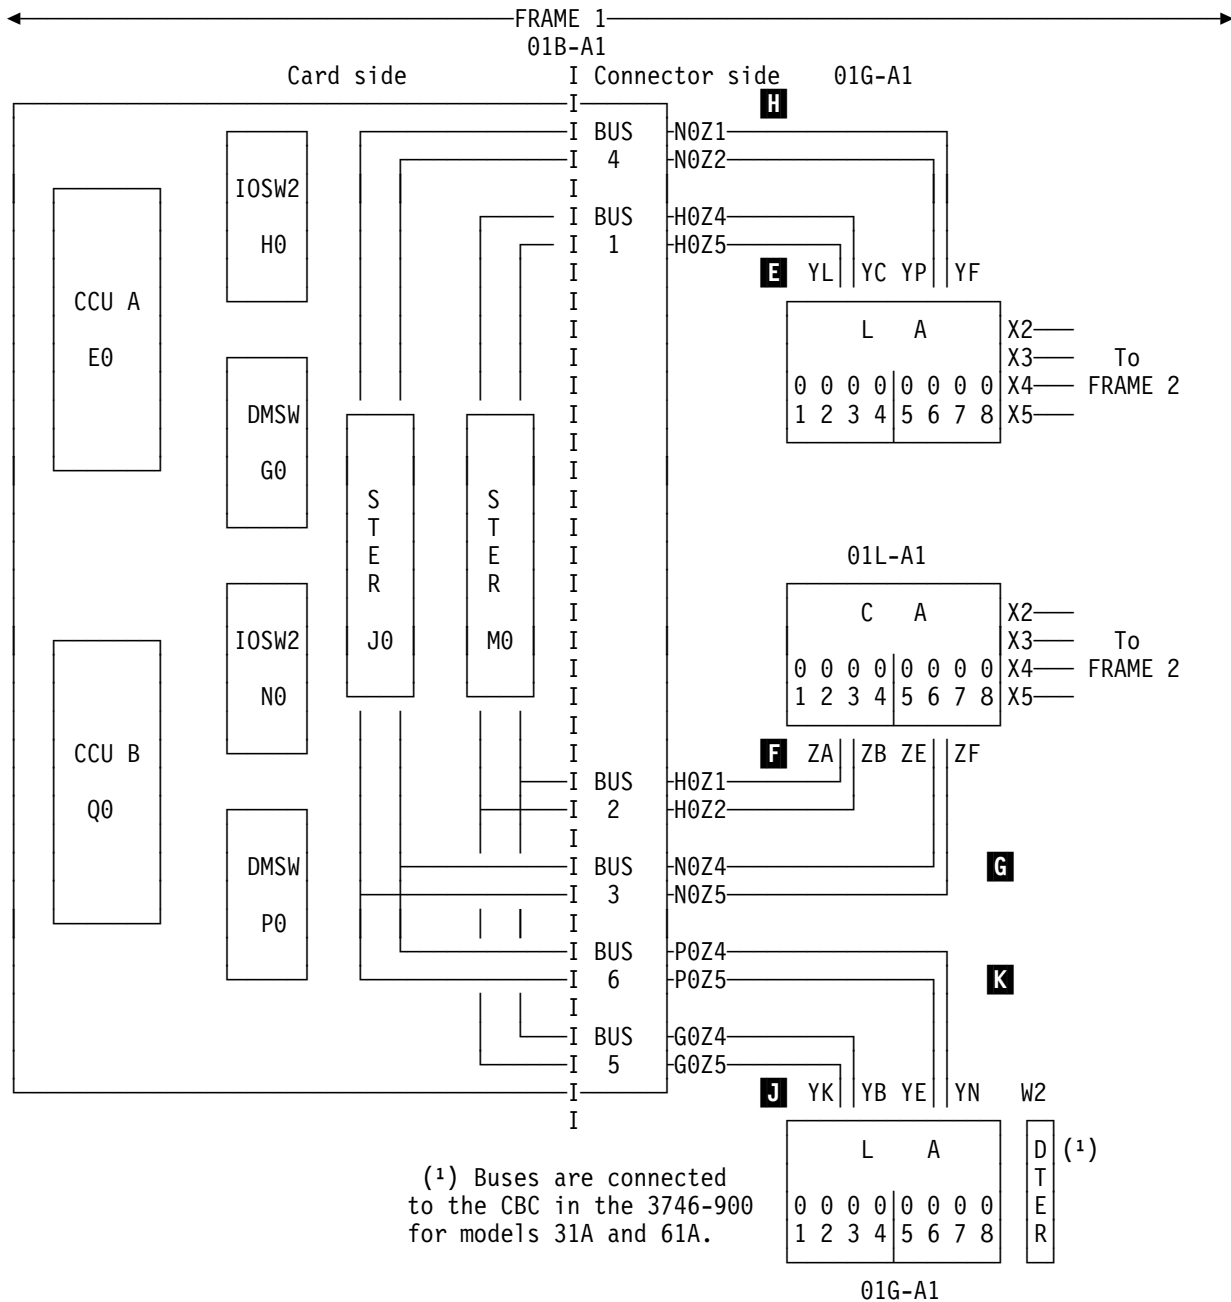 FRAME 1
01B-A1
Card side I Connector side 01G-A1
I H
I BUS N0Z1
IOSW2 I 4 N0Z2
I
I BUS H0Z4
H0 I 1 H0Z5
I E YL YC YP YF
CCU A I
I L A X2
E0 I X3 To
DMSW I 0 0 0 0 0 0 0 0 X4 FRAME 2
I 1 2 3 4 5 6 7 8 X5
I
G0 I
S S I
T T I
E E I 01L-A1
R R I
I C A X2
IOSW2 J0 M0 I X3 To
I 0 0 0 0 0 0 0 0 X4 FRAME 2
N0 I 1 2 3 4 5 6 7 8 X5
I
CCU B I F ZA ZB ZE ZF
I BUS H0Z1
Q0 I 2 H0Z2
I
DMSW I BUS N0Z4 G
I 3 N0Z5
P0 I
I BUS P0Z4
I 6 P0Z5 K
I
I BUS G0Z4
I 5 G0Z5
I J YK YB YE YN W2
I
L A D (¹)
(¹) Buses are connected T
to the CBC in the 3746-900 0 0 0 0 0 0 0 0 E
for models 31A and 61A. 1 2 3 4 5 6 7 8 R
01G-A1